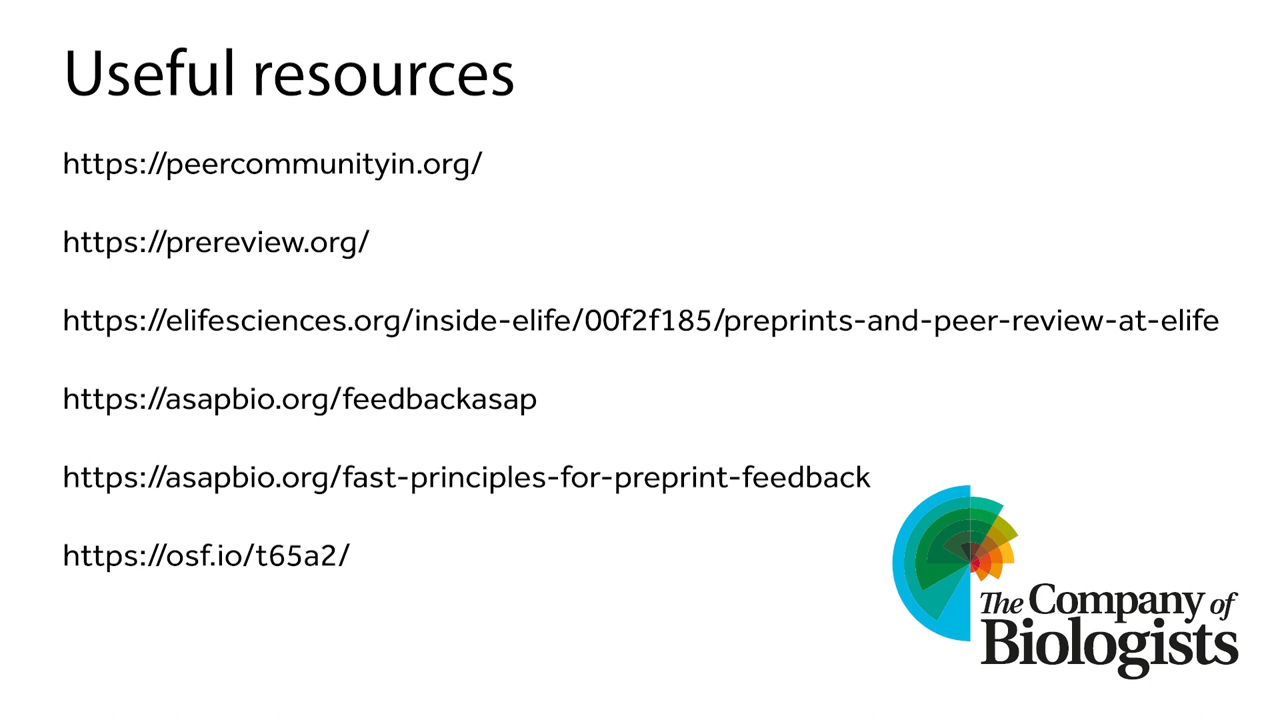 Useful resources
https://peercommunityin.org/
https://prereview.org/
https://elifesciences.org/inside-elife/00f2f185/preprints-and-peer-review-at-elife
https://asapbio.org/feedbackasap
https://asapbio.org/fast-principles-for-preprint-feedback
https://osf.io/t65a2/
The Company of
Biologists